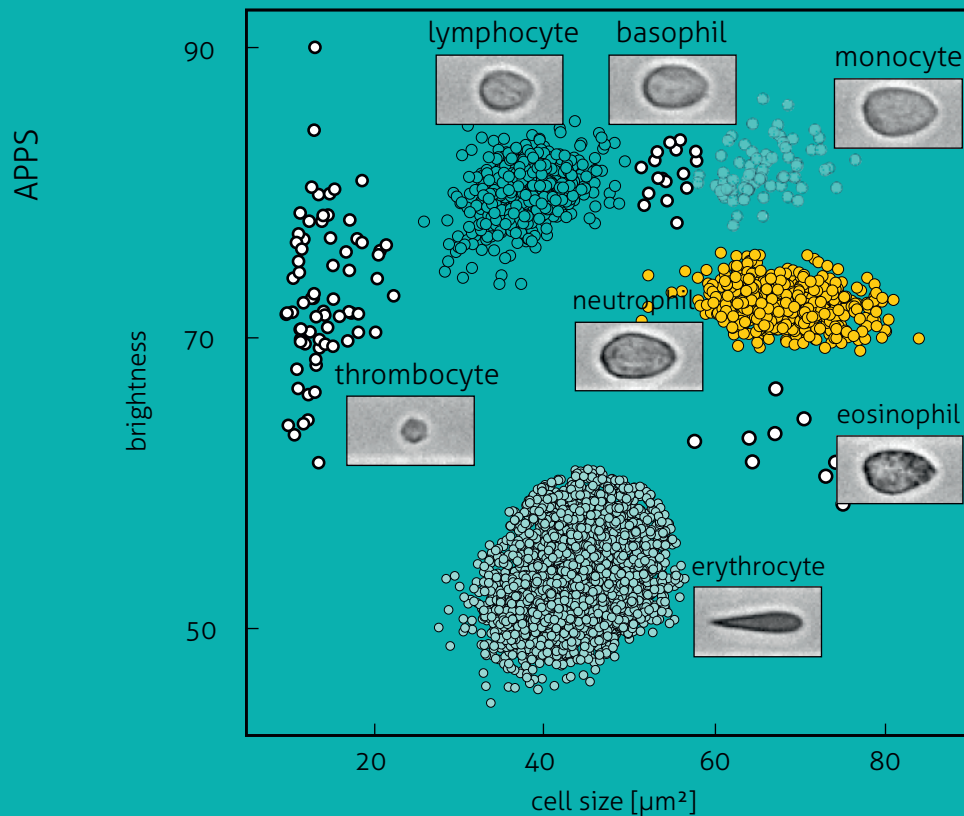 APPS
90
lymphocyte
basophil
monocyte
neutrophil
70
brightness
thrombocyte
eosinophil
erythrocyte
50
20
40
60
80
cell size [µm²]